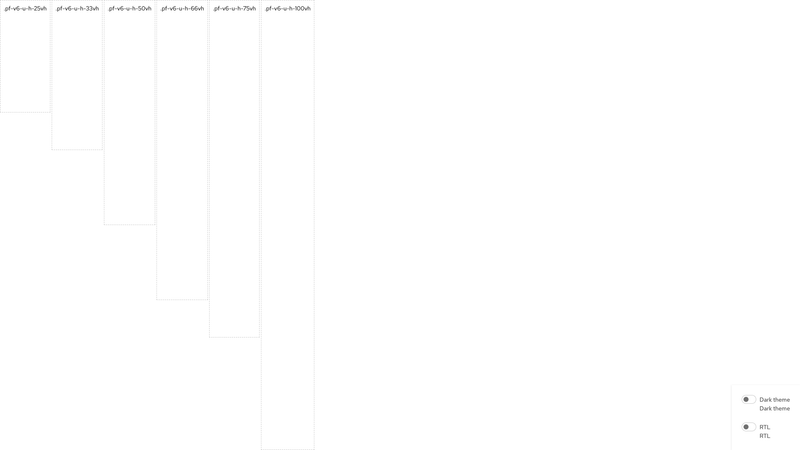 .pf-v6-u-h-25vh
.pf-v6-u-h-33vh
.pf-v6-u-h-50vh
.pf-v6-u-h-66vh
.pf-v6-u-h-75vh
.pf-v6-u-h-100vh
Dark theme
Dark theme
RTL
RTL